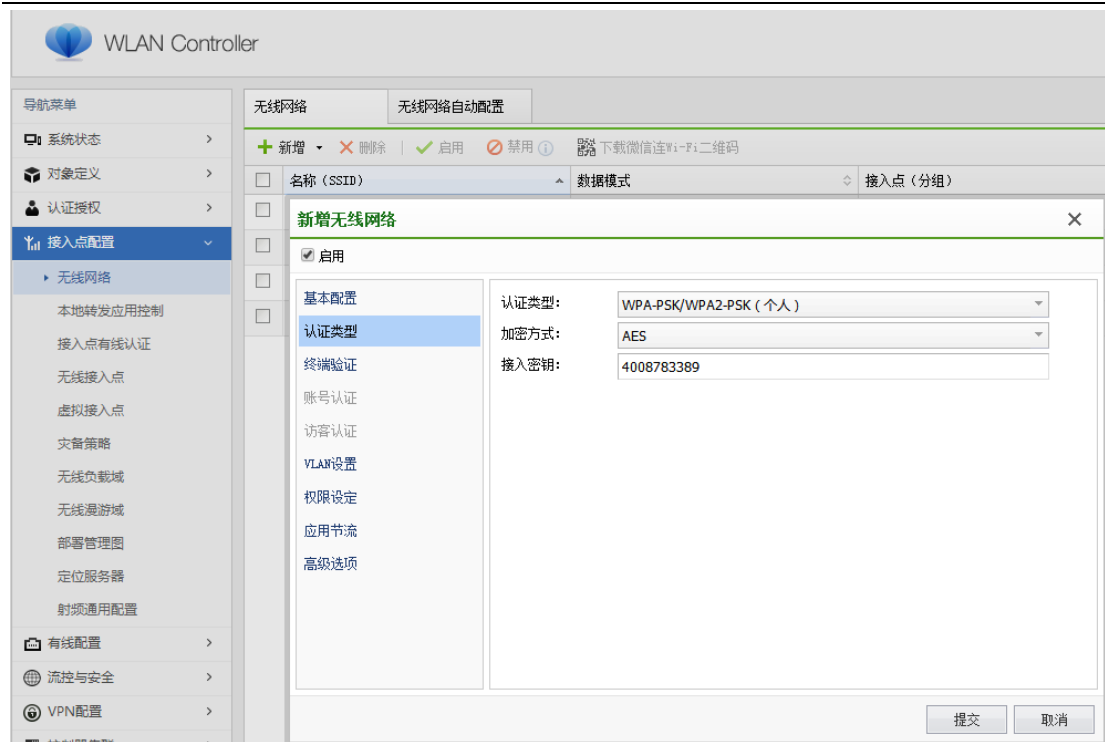 WLAN Controller
导航菜单
系统状态
对象定义
认证授权
接入点配置
无线网络
本地转发应用控制
接入点有线认证
无线接入点
虚拟接入点
灾备策略
无线负载域
无线漫游域
部署管理图
定位服务器
射频通用配置
有线配置
流控与安全
VPN配置
无线网络 无线网络自动配置
新增 删除 启用 禁用 下载微信连Wi-Fi二维码
名称（SSID） 数据模式 接入点（分组）
新增无线网络
启用
基本配置
认证类型
终端验证
账号认证
访客认证
VLAN设置
权限设定
应用节流
高级选项
认证类型： WPA-PSK/WPA2-PSK ( 个人 )
加密方式： AES
接入密钥： 4008783389
提交 取消